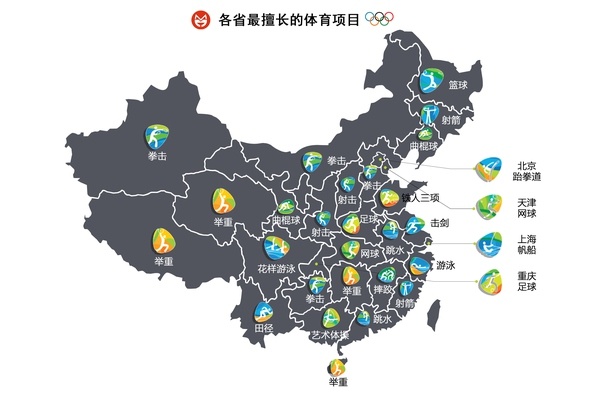 各省最擅长的体育项目
篮球
射箭
曲棍球
拳击
拳击
拳击
射击
北京
跆拳道
铁人三项
举重
曲棍球
射击
足球
击剑
天津
网球
举重
花样游泳
网球
跳水
上海
帆船
游泳
拳击
举重
摔跤
射箭
重庆
足球
田径
艺术体操
跳水
举重